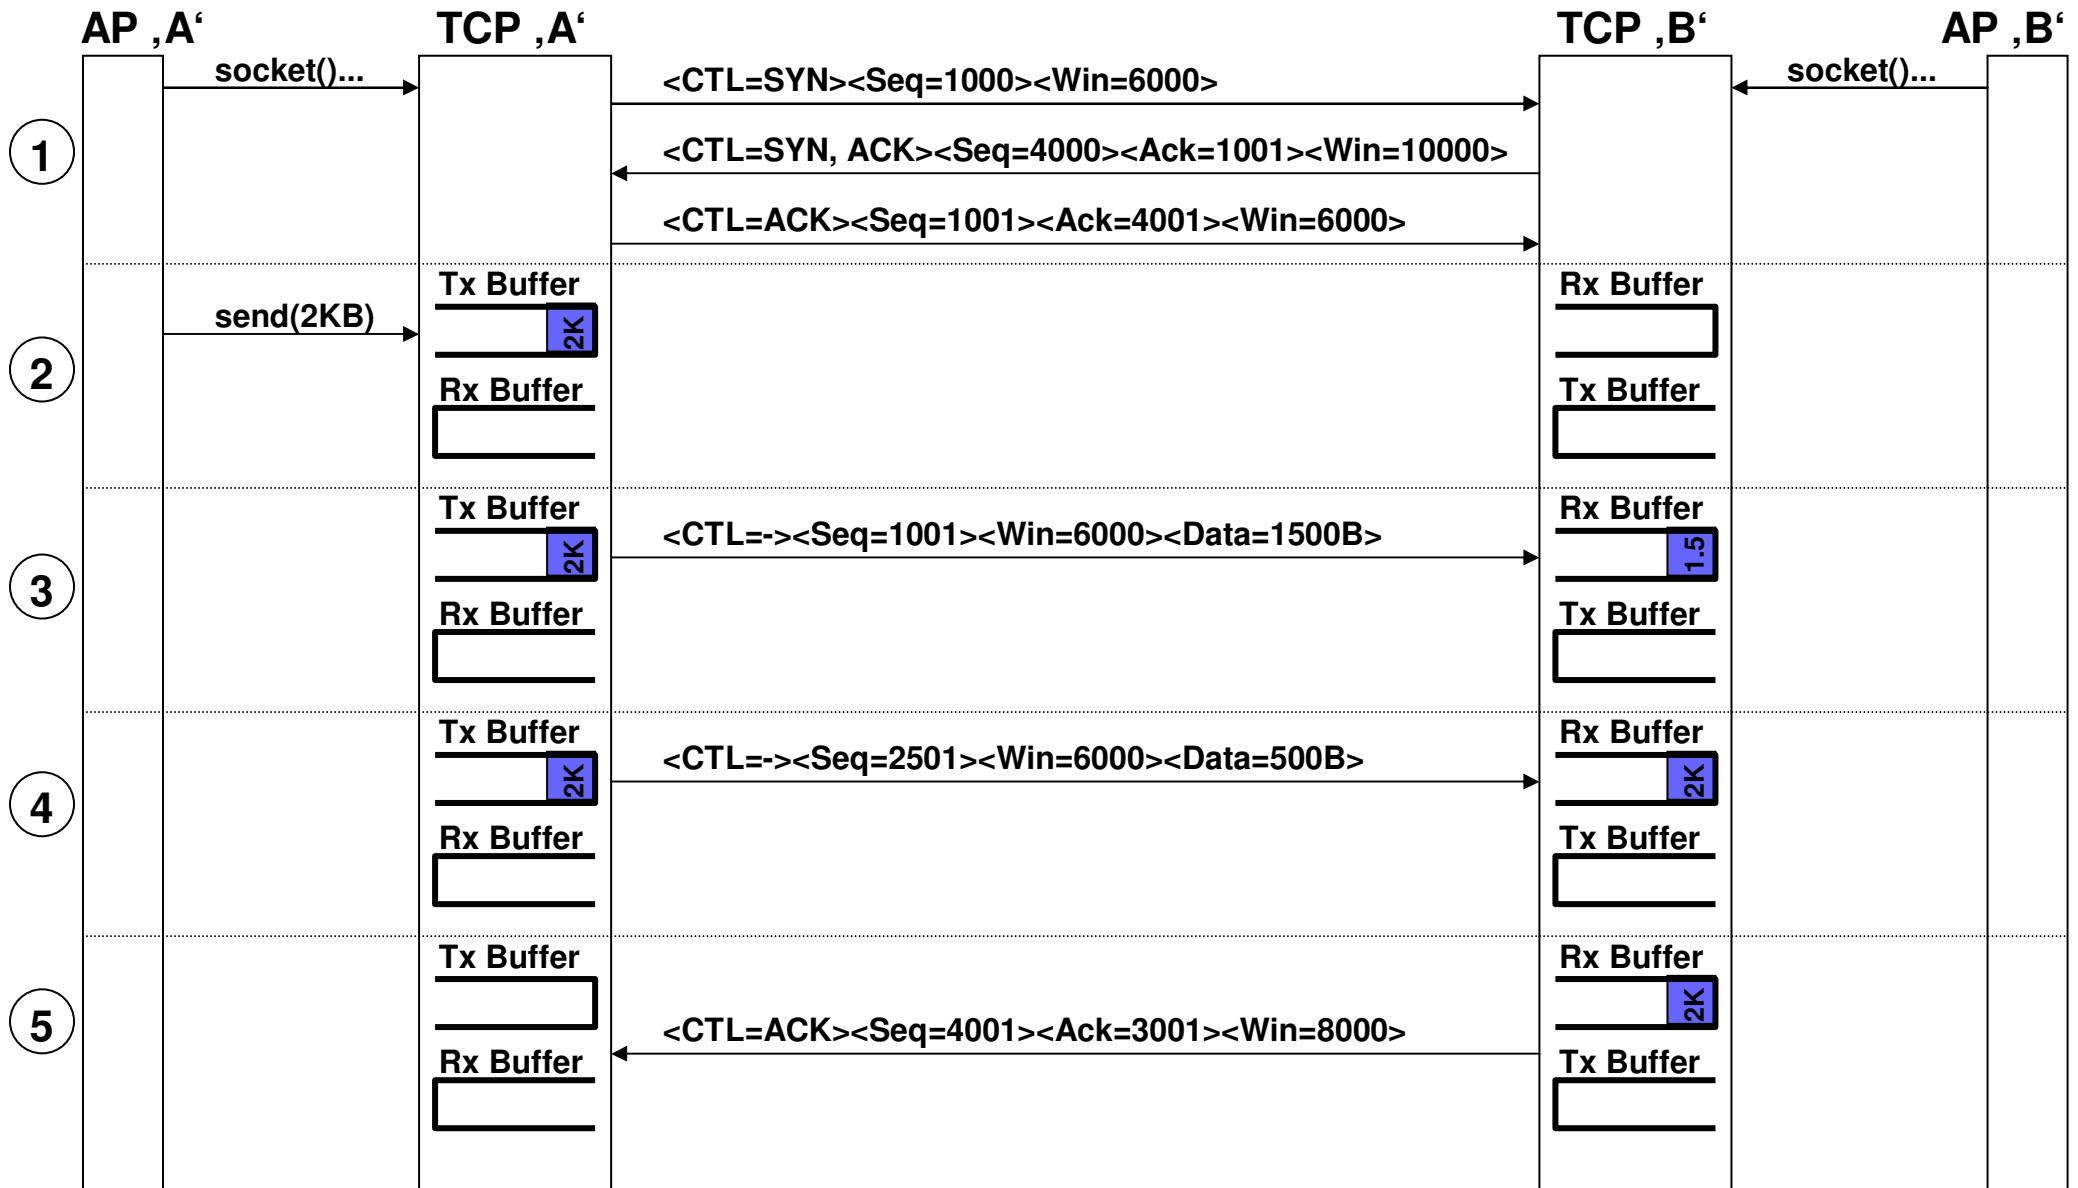 AP ‚A‘
TCP ‚A‘
TCP ‚B‘
AP ‚B‘
socket()...
<CTL=SYN><Seq=1000><Win=6000>
socket()...
1
<CTL=SYN, ACK><Seq=4000><Ack=1001><Win=10000>
<CTL=ACK><Seq=1001><Ack=4001><Win=6000>
Tx Buffer
Rx Buffer
send(2KB)
2K
2
Rx Buffer
Tx Buffer
Tx Buffer
Rx Buffer
<CTL=-><Seq=1001><Win=6000><Data=1500B>
2K
1.5
3
Rx Buffer
Tx Buffer
Tx Buffer
Rx Buffer
<CTL=-><Seq=2501><Win=6000><Data=500B>
2K
2K
4
Rx Buffer
Tx Buffer
Tx Buffer
Rx Buffer
2K
5
<CTL=ACK><Seq=4001><Ack=3001><Win=8000>
Rx Buffer
Tx Buffer